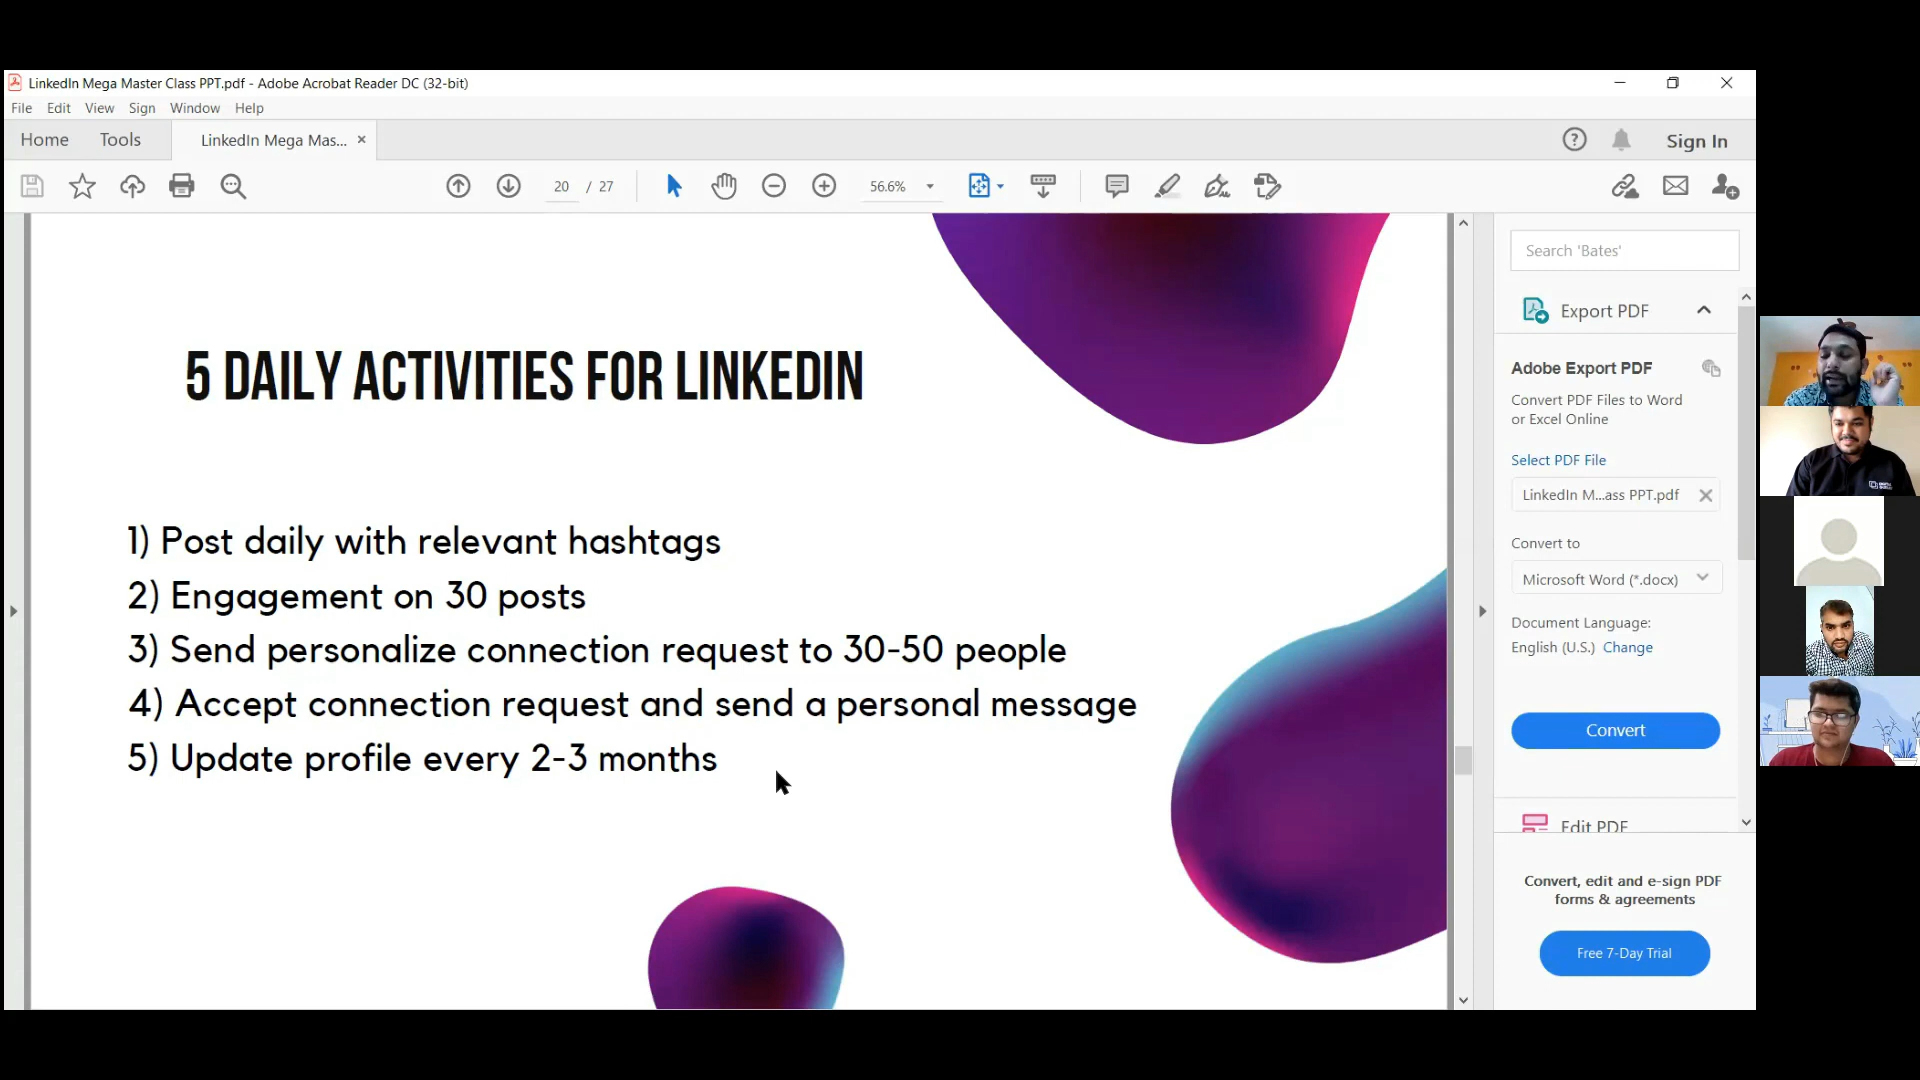 LinkedIn Mega Master Class PPT.pdf - Adobe Acrobat Reader DC (32-bit)
File Edit View Sign Window Help
Home Tools LinkedIn Mega Mas... × Sign In
20 / 27 56.6%
Search 'Bates'
Export PDF
Adobe Export PDF
Convert PDF Files to Word
or Excel Online
Select PDF File
LinkedIn M...ass PPT.pdf
Convert to
Microsoft Word (*.docx)
Document Language:
English (U.S.) Change
Convert
Edit PDF
Convert, edit and e-sign PDF
forms & agreements
Free 7-Day Trial
5 DAILY ACTIVITIES FOR LINKEDIN
1) Post daily with relevant hashtags
2) Engagement on 30 posts
3) Send personalize connection request to 30-50 people
4) Accept connection request and send a personal message
5) Update profile every 2-3 months